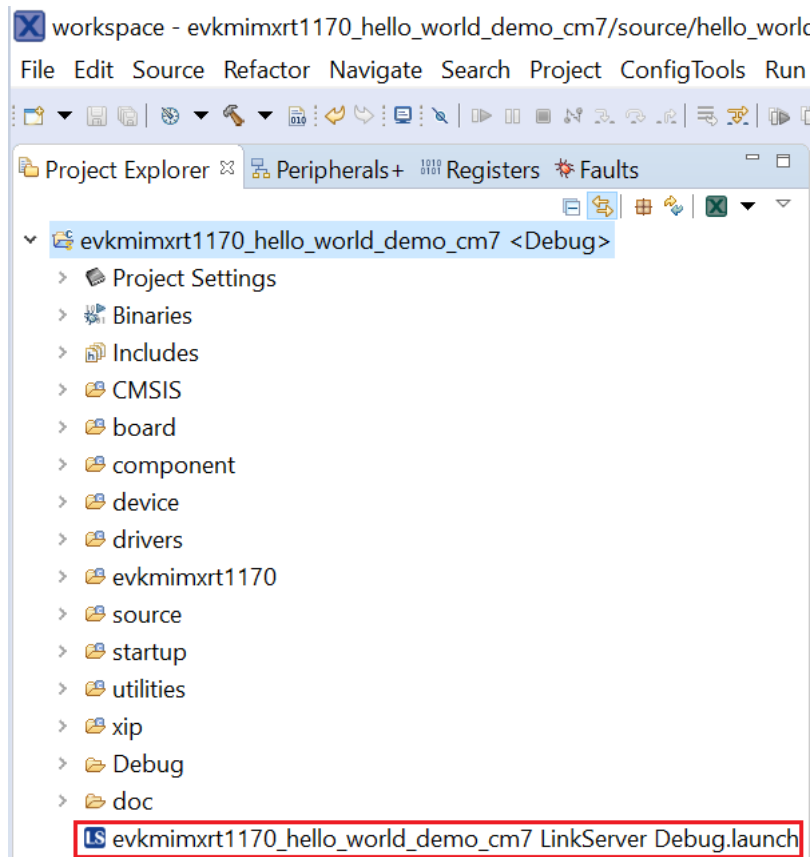 workspace - evkmimxrt1170_hello_world_demo_cm7/source/hello_world
File Edit Source Refactor Navigate Search Project ConfigTools Run
Project Explorer Peripherals+ Registers Faults
evkmimxrt1170_hello_world_demo_cm7 <Debug>
Project Settings
Binaries
Includes
CMSIS
board
component
device
drivers
evkmimxrt1170
source
startup
utilities
xip
Debug
doc
LS evkmimxrt1170_hello_world_demo_cm7 LinkServer Debug.launch